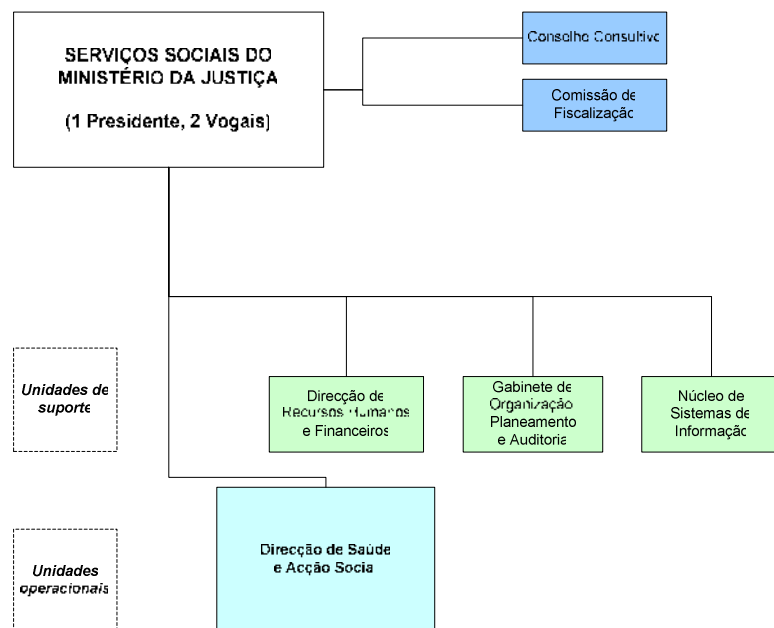 SERVIÇOS SOCIAIS DO
MINISTÉRIO DA JUSTIÇA
(1 Presidente, 2 Vogais)
Conselho Consultivo
Comissão de
Fiscalização
Unidades de
suporte
Direcção de
Recursos Humanos
e Financeiros
Gabinete de
Organização
Planeamento
e Auditoria
Núcleo de
Sistemas de
Informação
Direcção de Saúde
e Acção Social
Unidades
operacionais